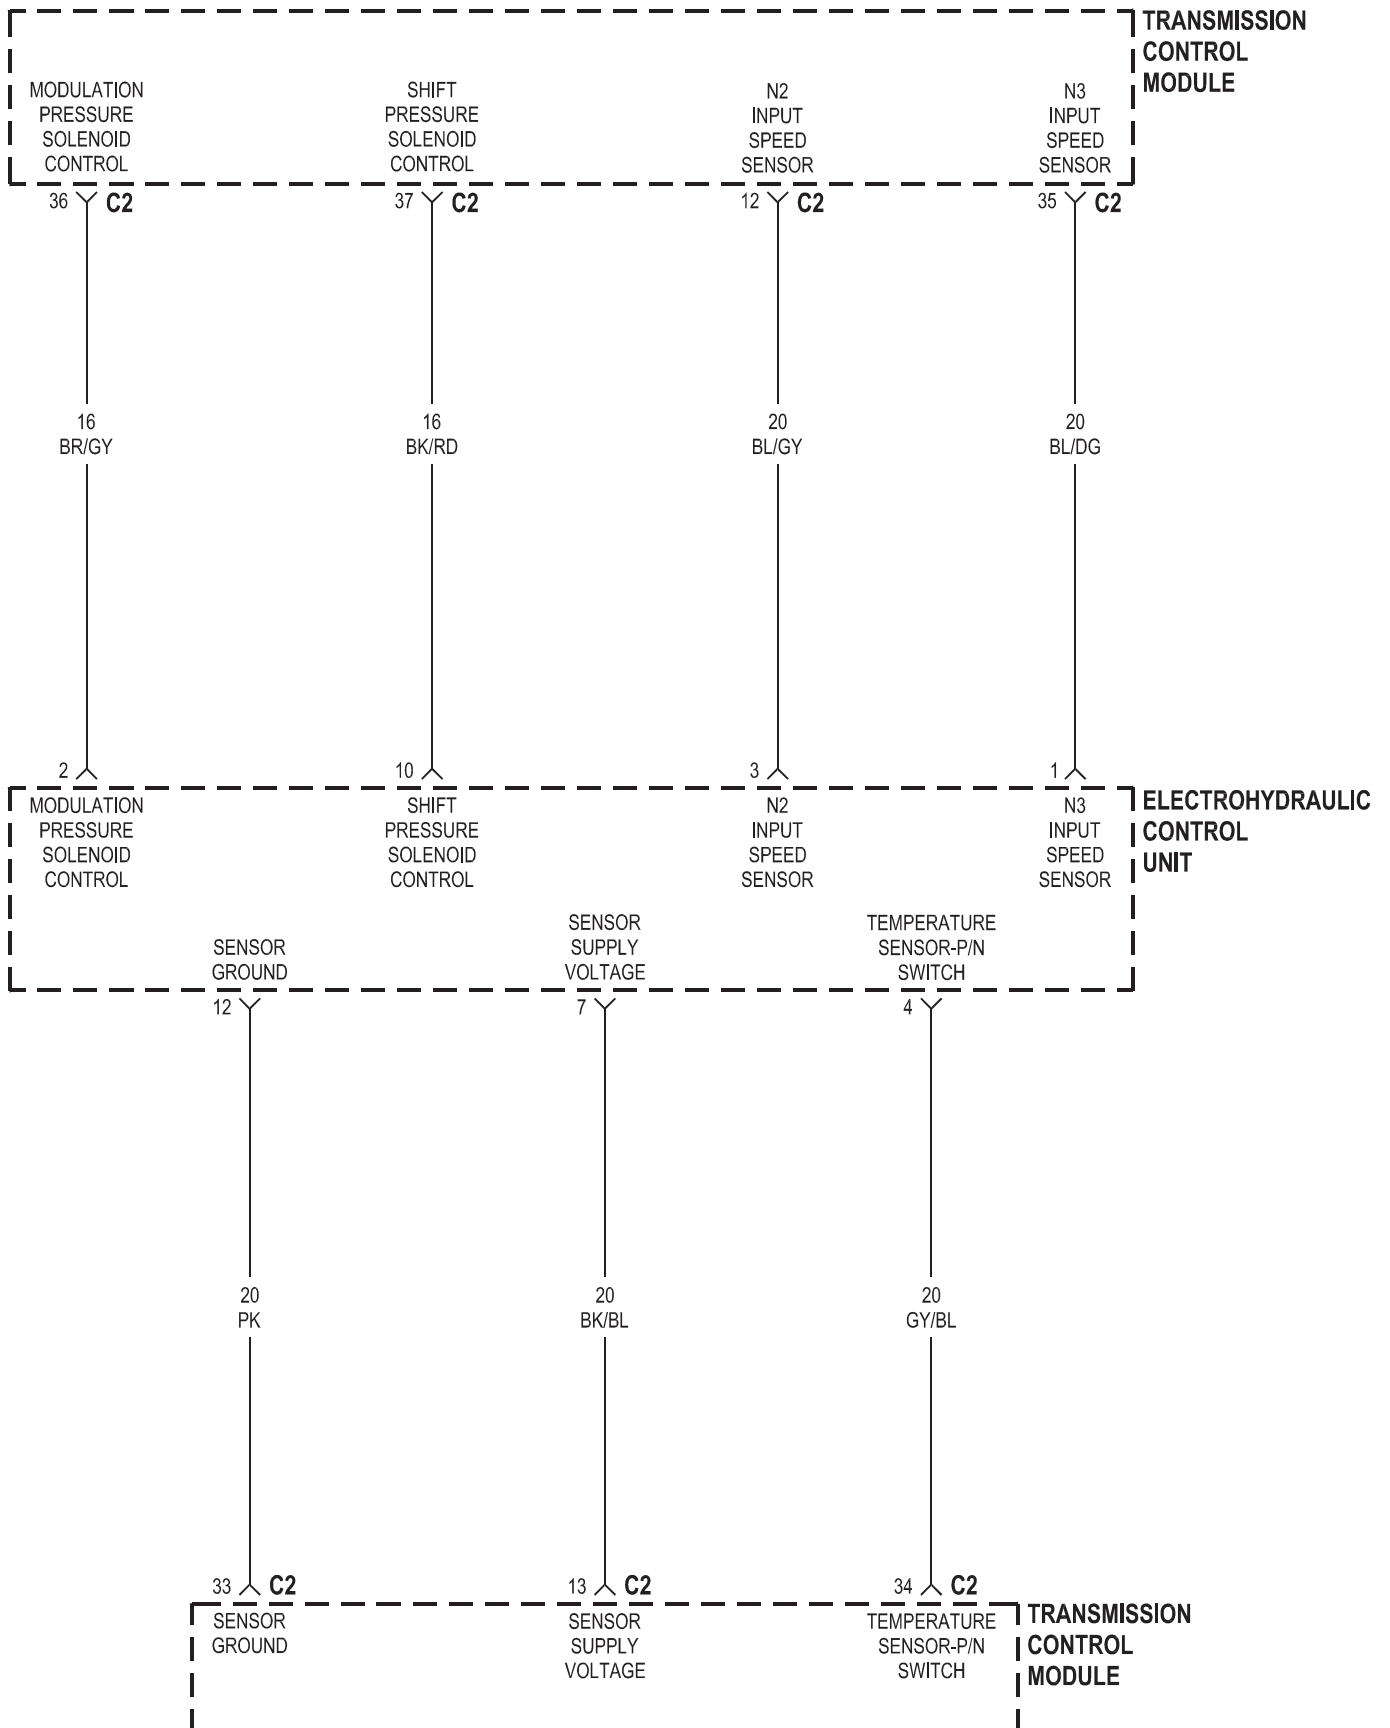 TRANSMISSION
CONTROL
MODULE
MODULATION
PRESSURE
SOLENOID
CONTROL
SHIFT
PRESSURE
SOLENOID
CONTROL
N2
INPUT
SPEED
SENSOR
N3
INPUT
SPEED
SENSOR
36 C2
37 C2
12 C2
35 C2
16
BR/GY
16
BK/RD
20
BL/GY
20
BL/DG
2
10
3
1
ELECTROHYDRAULIC
CONTROL
UNIT
MODULATION
PRESSURE
SOLENOID
CONTROL
SHIFT
PRESSURE
SOLENOID
CONTROL
N2
INPUT
SPEED
SENSOR
N3
INPUT
SPEED
SENSOR
SENSOR
GROUND
SENSOR
SUPPLY
VOLTAGE
TEMPERATURE
SENSOR-P/N
SWITCH
12
7
4
20
PK
20
BK/BL
20
GY/BL
33 C2
13 C2
34 C2
SENSOR
GROUND
SENSOR
SUPPLY
VOLTAGE
TEMPERATURE
SENSOR-P/N
SWITCH
TRANSMISSION
CONTROL
MODULE